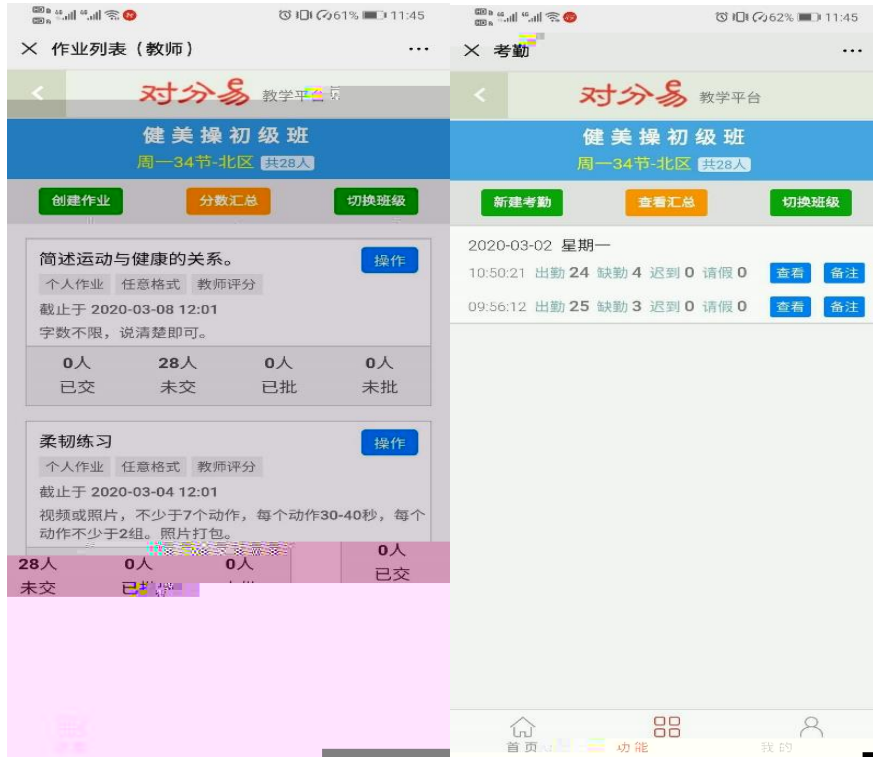 61% 11:45
作业列表（教师）
对分易 教学平台
健美操初级班
周一34节-北区 共28人
创建作业 分数汇总 切换班级
简述运动与健康的关系。 操作
个人作业 任意格式 教师评分
截止于 2020-03-08 12:01
字数不限，说清楚即可。
0人 28人 0人 0人
已交 未交 已批 未批
柔韧练习 操作
个人作业 任意格式 教师评分
截止于 2020-03-04 12:01
视频或照片，不少于7个动作，每个动作30-40秒，每个
动作不少于2组。照片打包。
0人
已交
28人 0人 0人
未交
62% 11:45
考勤
对分易 教学平台
健美操初级班
周一34节-北区 共28人
新建考勤 查看汇总 切换班级
2020-03-02 星期一
10:50:21 出勤 24 缺勤 4 迟到 0 请假 0 查看 备注
09:56:12 出勤 25 缺勤 3 迟到 0 请假 0 查看 备注
首页 功能 我的